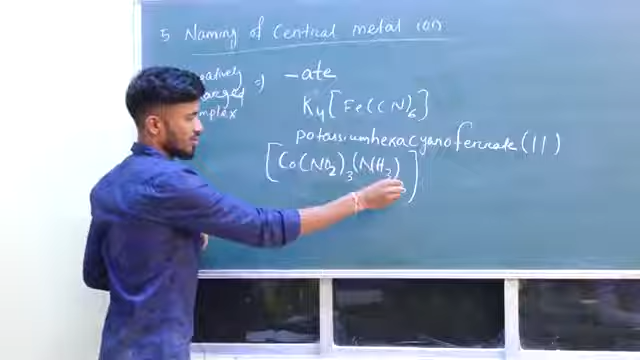 5 Naming of Central metal ion
negatively
charged
complex ⇒ -ate
K4[Fe(CN)6]
potassiumhexacyanoferrate(II)
[Co(NO2)3(NH3)3]